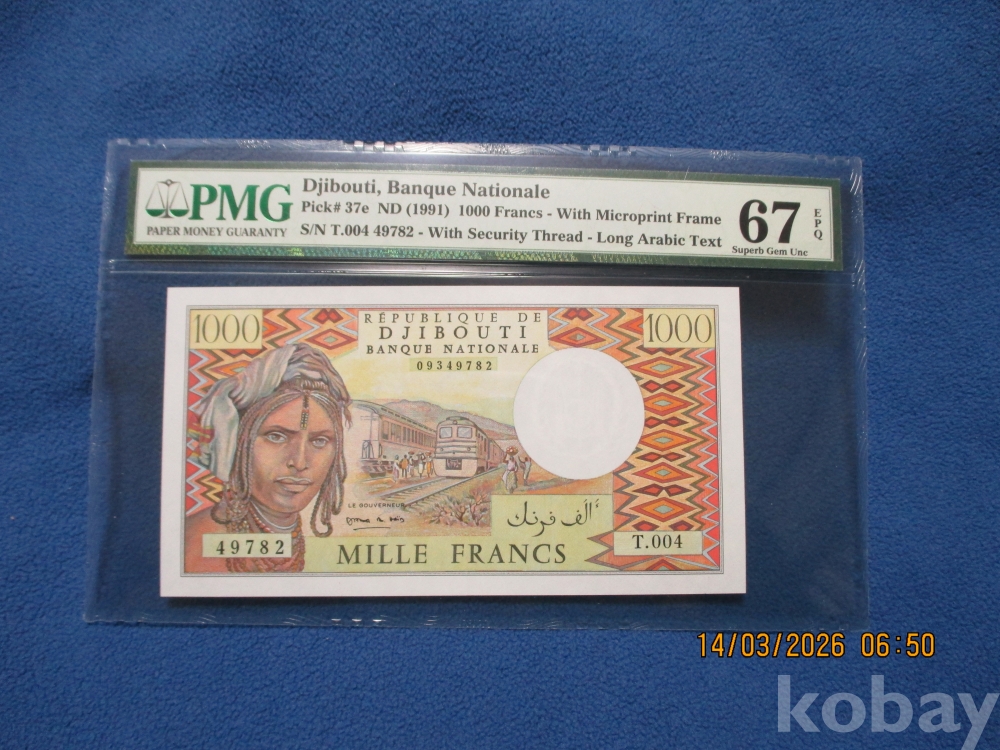 PMG
PAPER MONEY GUARANTY
Djibouti, Banque Nationale
Pick# 37e ND (1991) 1000 Francs - With Microprint Frame
S/N T.004 49782 - With Security Thread - Long Arabic Text
67
EPQ
Superb Gem Unc
1000
RÉPUBLIQUE DE
DJIBOUTI
BANQUE NATIONALE
09349782
1000
LE GOUVERNEUR
ألف فرنك
49782
MILLE FRANCS
T.004
14/03/2026 06:50
kobay